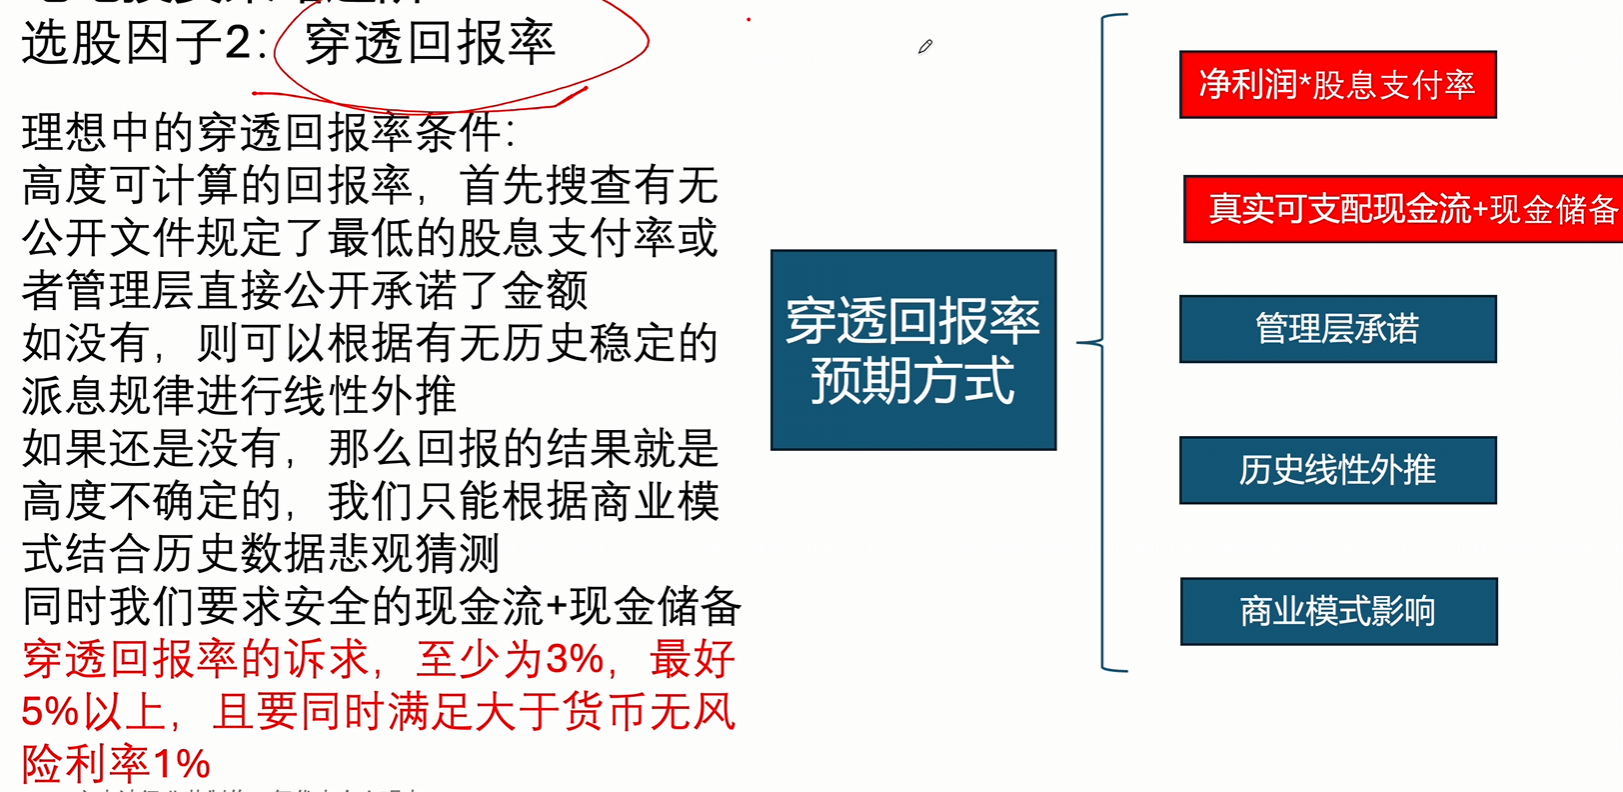 选股因子2：穿透回报率
理想中的穿透回报率条件：
高度可计算的回报率，首先搜查有无
公开文件规定了最低的股息支付率或
者管理层直接公开承诺了金额
如没有，则可以根据有无历史稳定的
派息规律进行线性外推
如果还是没有，那么回报的结果就是
高度不确定的，我们只能根据商业模
式结合历史数据悲观猜测
同时我们要求安全的现金流+现金储备
穿透回报率的诉求，至少为3%，最好
5%以上，且要同时满足大于货币无风
险利率1%
穿透回报率
预期方式
净利润*股息支付率
真实可支配现金流+现金储备
管理层承诺
历史线性外推
商业模式影响